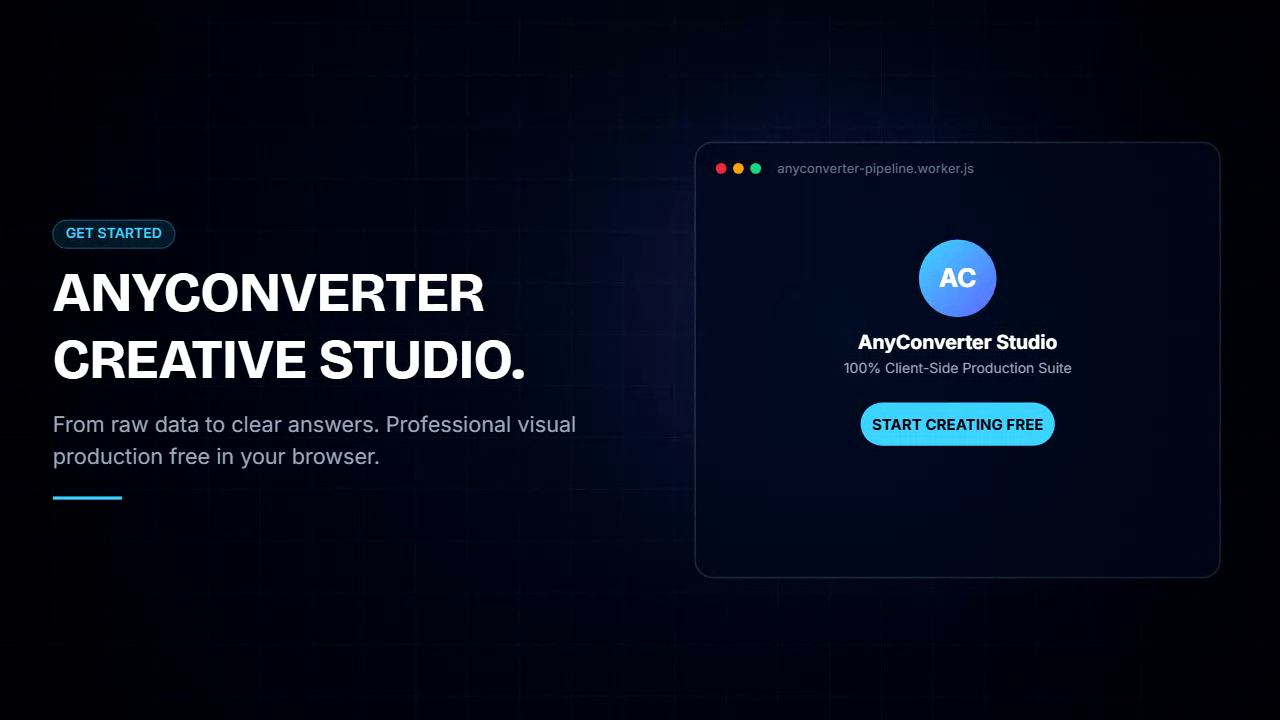 GET STARTED
ANYCONVERTER
CREATIVE STUDIO.
From raw data to clear answers. Professional visual
production free in your browser.
anyconverter-pipeline.worker.js
AC
AnyConverter Studio
100% Client-Side Production Suite
START CREATING FREE